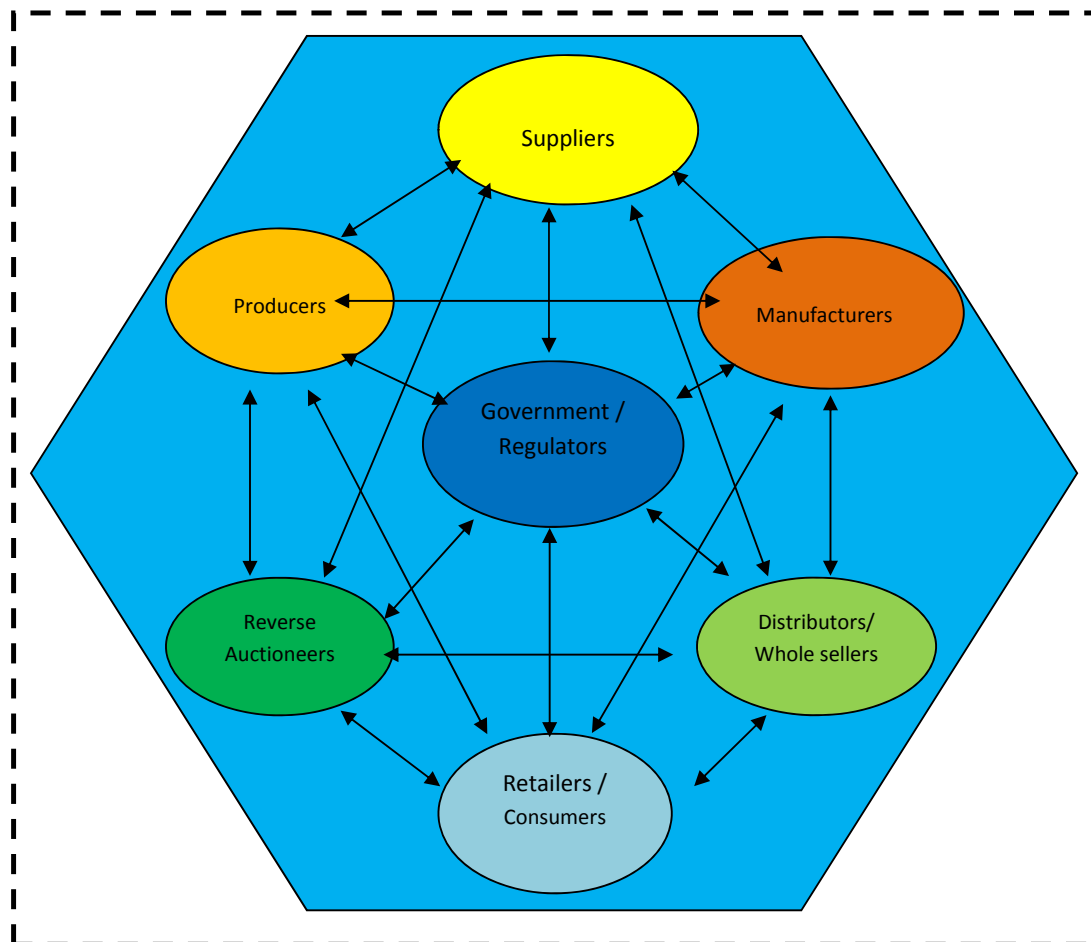 Suppliers
Producers
Manufacturers
Government /
Regulators
Reverse
Auctioneers
Distributors/
Whole sellers
Retailers /
Consumers